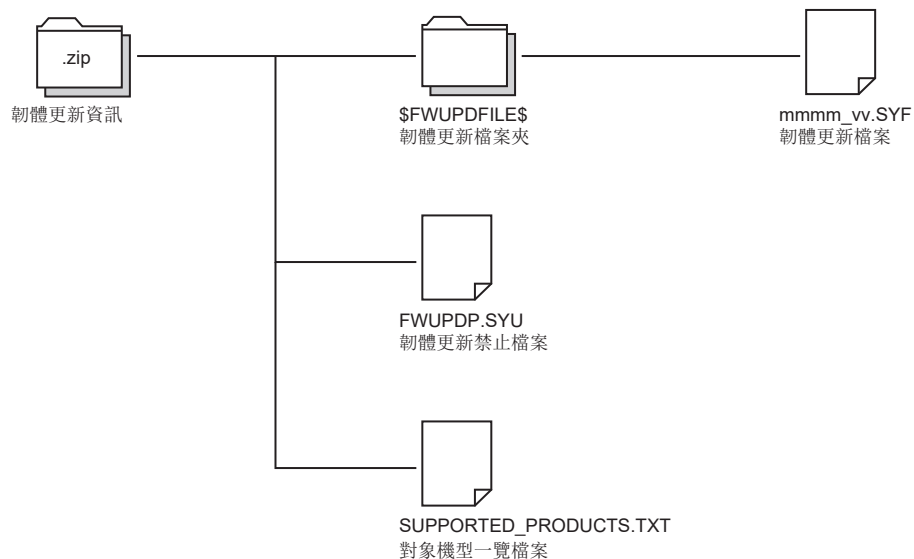 .zip
韌體更新資訊
$FWUPDFILE$
韌體更新檔案夾
mmmm_vv.SYF
韌體更新檔案
FWUPDP.SYU
韌體更新禁止檔案
SUPPORTED_PRODUCTS.TXT
對象機型一覽檔案